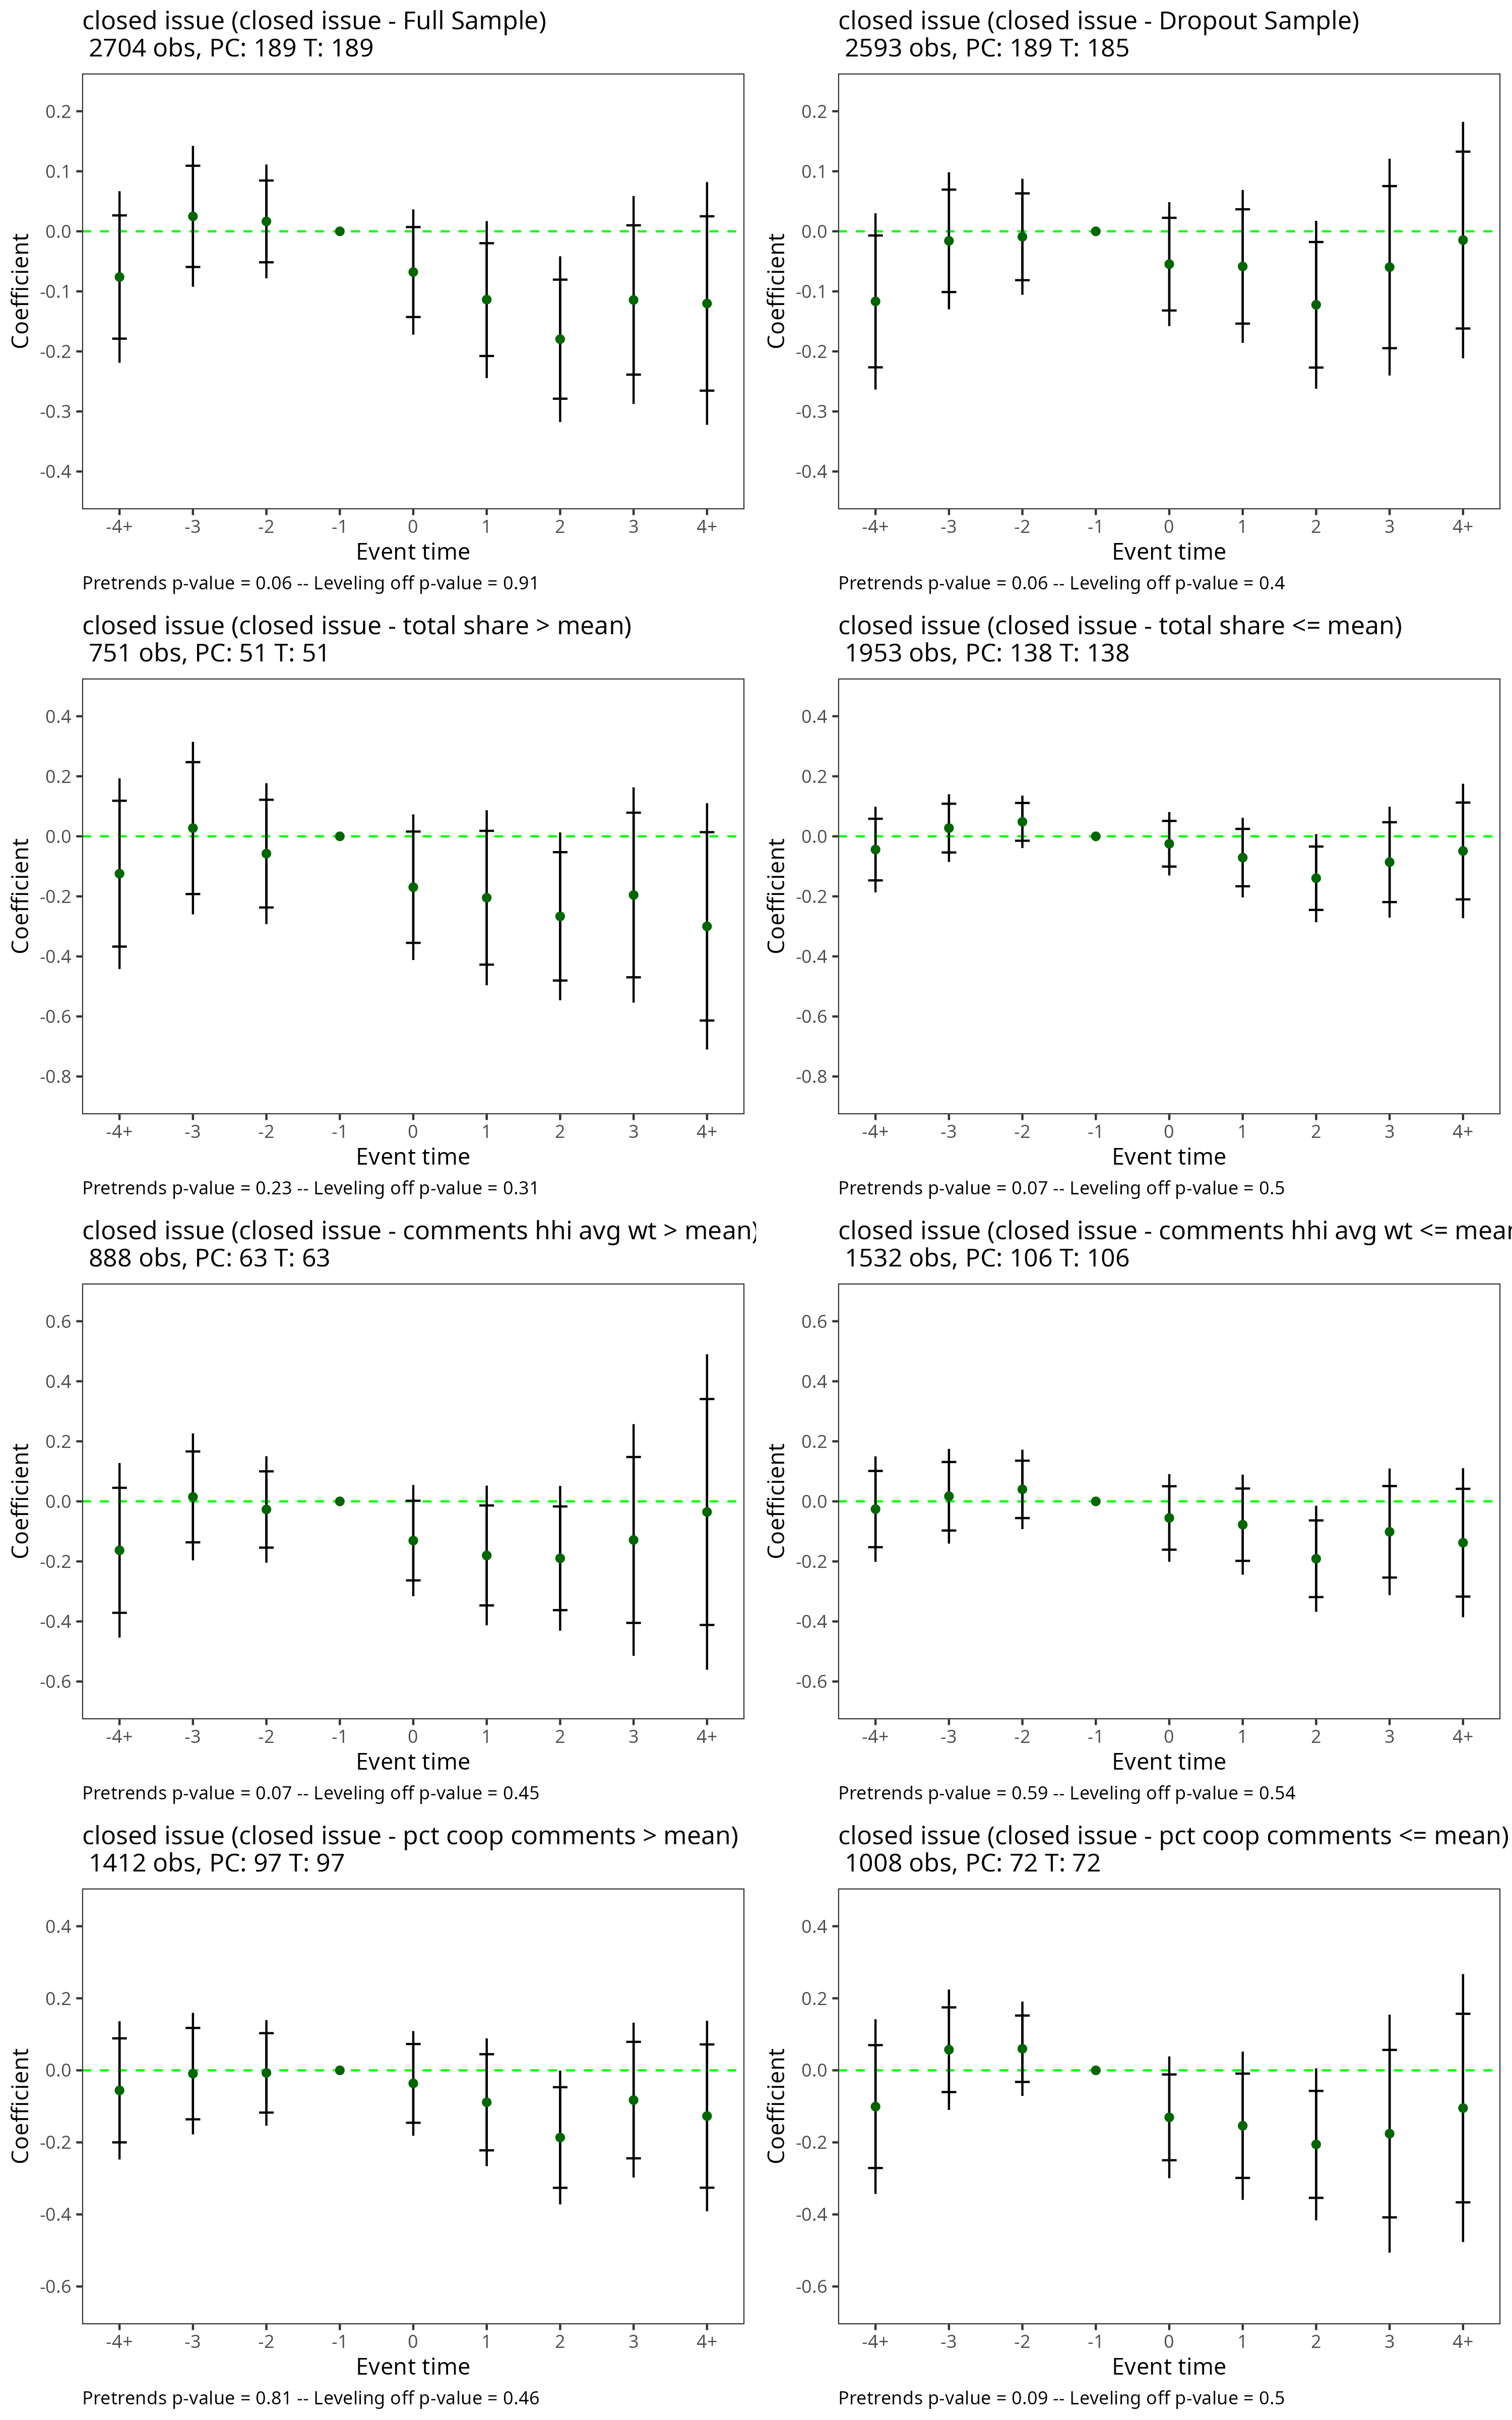 closed issue (closed issue - Full Sample)
2704 obs, PC: 189 T: 189
0.2
0.1
0.0
-0.1
-0.2
-0.3
-0.4
Coefficient
-4+ -3 -2 -1 0 1 2 3 4+
Event time
Pretrends p-value = 0.06 -- Leveling off p-value = 0.91
closed issue (closed issue - Dropout Sample)
2593 obs, PC: 189 T: 185
0.2
0.1
0.0
-0.1
-0.2
-0.3
-0.4
Coefficient
-4+ -3 -2 -1 0 1 2 3 4+
Event time
Pretrends p-value = 0.06 -- Leveling off p-value = 0.4
closed issue (closed issue - total share > mean)
751 obs, PC: 51 T: 51
0.4
0.2
0.0
-0.2
-0.4
-0.6
-0.8
Coefficient
-4+ -3 -2 -1 0 1 2 3 4+
Event time
Pretrends p-value = 0.23 -- Leveling off p-value = 0.31
closed issue (closed issue - total share <= mean)
1953 obs, PC: 138 T: 138
0.4
0.2
0.0
-0.2
-0.4
-0.6
-0.8
Coefficient
-4+ -3 -2 -1 0 1 2 3 4+
Event time
Pretrends p-value = 0.07 -- Leveling off p-value = 0.5
closed issue (closed issue - comments hhi avg wt > mean)
888 obs, PC: 63 T: 63
0.6
0.4
0.2
0.0
-0.2
-0.4
-0.6
Coefficient
-4+ -3 -2 -1 0 1 2 3 4+
Event time
Pretrends p-value = 0.07 -- Leveling off p-value = 0.45
closed issue (closed issue - comments hhi avg wt <= mear
1532 obs, PC: 106 T: 106
0.6
0.4
0.2
0.0
-0.2
-0.4
-0.6
Coefficient
-4+ -3 -2 -1 0 1 2 3 4+
Event time
Pretrends p-value = 0.59 -- Leveling off p-value = 0.54
closed issue (closed issue - pct coop comments > mean)
1412 obs, PC: 97 T: 97
0.4
0.2
0.0
-0.2
-0.4
-0.6
Coefficient
-4+ -3 -2 -1 0 1 2 3 4+
Event time
Pretrends p-value = 0.81 -- Leveling off p-value = 0.46
closed issue (closed issue - pct coop comments <= mean)
1008 obs, PC: 72 T: 72
0.4
0.2
0.0
-0.2
-0.4
-0.6
Coefficient
-4+ -3 -2 -1 0 1 2 3 4+
Event time
Pretrends p-value = 0.09 -- Leveling off p-value = 0.5